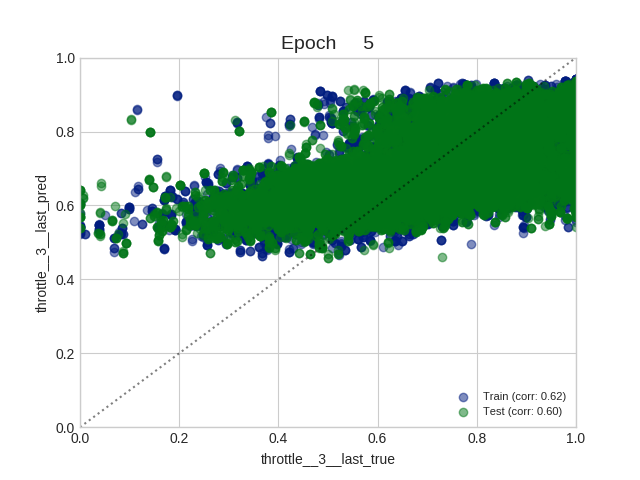 Epoch 5
1.0
0.8
0.6
0.4
0.2
0.0
throttle__3__last_pred
0.0 0.2 0.4 0.6 0.8 1.0
throttle__3__last_true
Train (corr: 0.62)
Test (corr: 0.60)